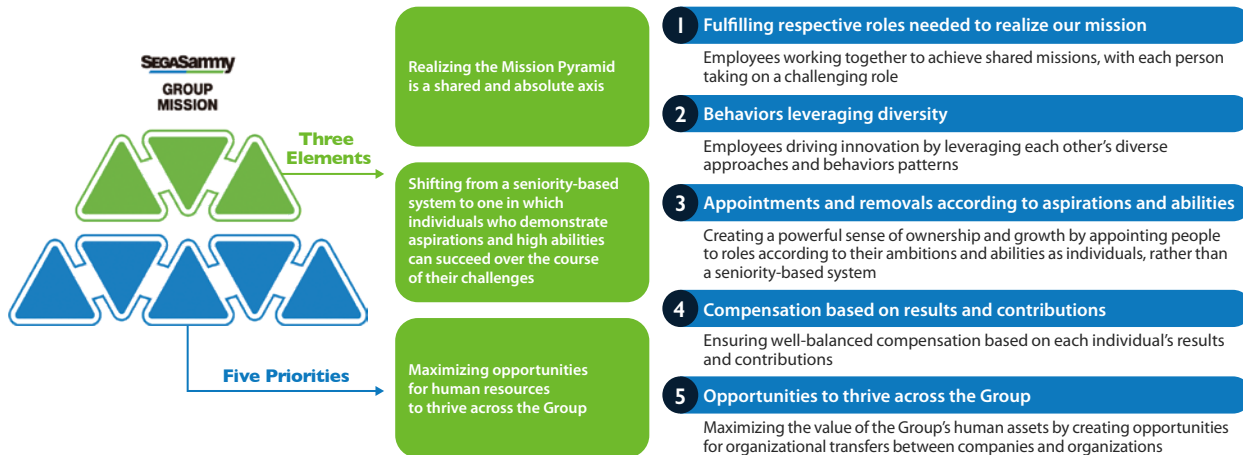 SEGASammy
GROUP
MISSION
Three
Elements
Five Priorities
Realizing the Mission Pyramid
is a shared and absolute axis
Shifting from a seniority-based
system to one in which
individuals who demonstrate
aspirations and high abilities
can succeed over the course
of their challenges
Maximizing opportunities
for human resources
to thrive across the Group
1 Fulfilling respective roles needed to realize our mission
Employees working together to achieve shared missions, with each person
taking on a challenging role
2 Behaviors leveraging diversity
Employees driving innovation by leveraging each other's diverse
approaches and behaviors patterns
3 Appointments and removals according to aspirations and abilities
Creating a powerful sense of ownership and growth by appointing people
to roles according to their ambitions and abilities as individuals, rather than
a seniority-based system
4 Compensation based on results and contributions
Ensuring well-balanced compensation based on each individual's results
and contributions
5 Opportunities to thrive across the Group
Maximizing the value of the Group's human assets by creating opportunities
for organizational transfers between companies and organizations